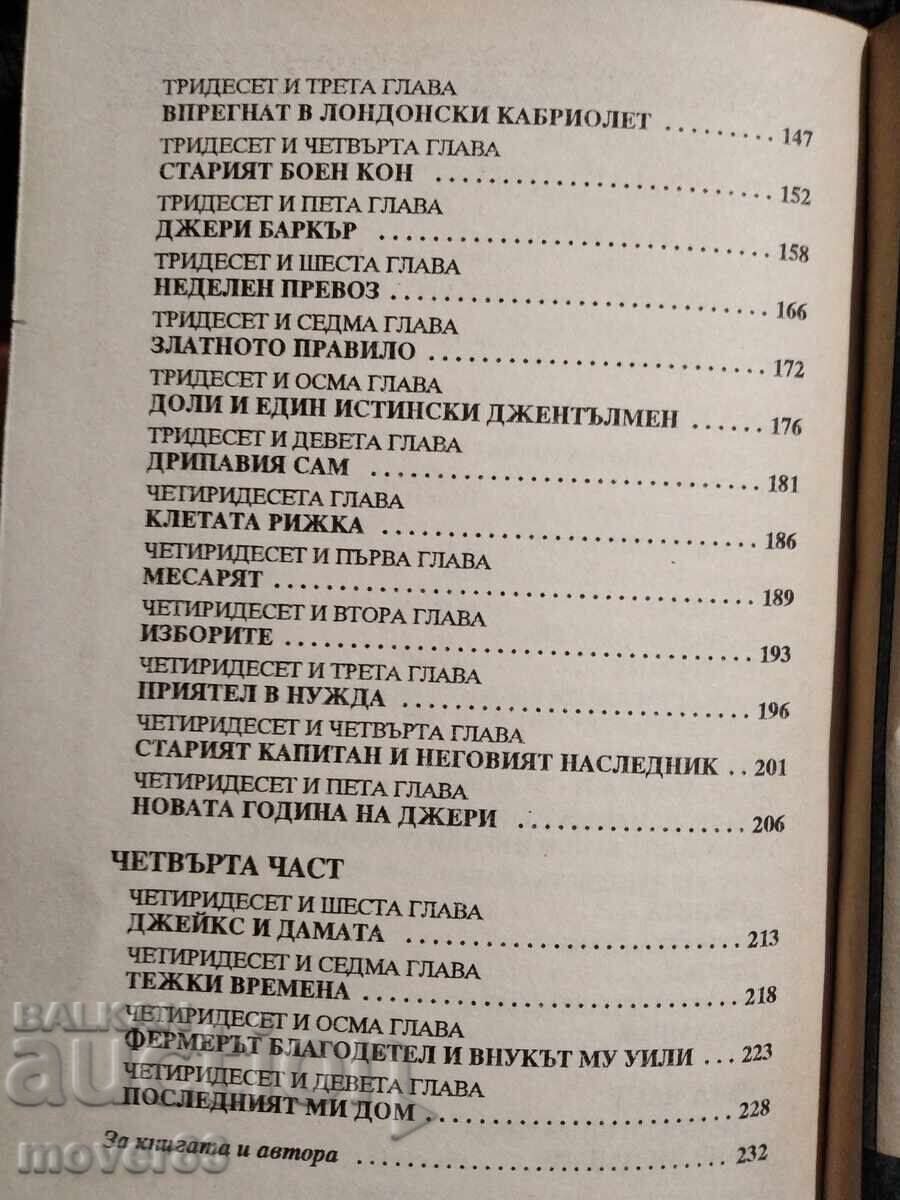 ТРИДЕСЕТ И ТРЕТА ГЛАВА
ВПРЕГНАТ В ЛОНДОНСКИ КАБРИОЛЕТ ......... 147
ТРИДЕСЕТ И ЧЕТВЪРТА ГЛАВА
СТАРИЯТ БОЕН КОН ......... 152
ТРИДЕСЕТ И ПЕТА ГЛАВА
ДЖЕРИ БАРКЪР ......... 158
ТРИДЕСЕТ И ШЕСТА ГЛАВА
НЕДЕЛЕН ПРЕВОЗ ......... 166
ТРИДЕСЕТ И СЕДМА ГЛАВА
ЗЛАТНОТО ПРАВИЛО ......... 172
ТРИДЕСЕТ И ОСМА ГЛАВА
ДОЛИ И ЕДИН ИСТИНСКИ ДЖЕНТЪЛМЕН ...... 176
ТРИДЕСЕТ И ДЕВЕТА ГЛАВА
ДРИПАВИЯ САМ ......... 181
ЧЕТИРИДЕСЕТА ГЛАВА
КЛЕТАТА РИЖКА ......... 186
ЧЕТИРИДЕСЕТ И ПЪРВА ГЛАВА
МЕСАРЯТ ......... 189
ЧЕТИРИДЕСЕТ И ВТОРА ГЛАВА
ИЗБОРИТЕ ......... 193
ЧЕТИРИДЕСЕТ И ТРЕТА ГЛАВА
ПРИЯТЕЛ В НУЖДА ......... 196
ЧЕТИРИДЕСЕТ И ЧЕТВЪРТА ГЛАВА
СТАРИЯТ КАПИТАН И НЕГОВИЯТ НАСЛЕДНИК .. 201
ЧЕТИРИДЕСЕТ И ПЕТА ГЛАВА
НОВАТА ГОДИНА НА ДЖЕРИ ......... 206
ЧЕТВЪРТА ЧАСТ
ЧЕТИРИДЕСЕТ И ШЕСТА ГЛАВА
ДЖЕЙКС И ДАМАТА ......... 213
ЧЕТИРИДЕСЕТ И СЕДМА ГЛАВА
ТЕЖКИ ВРЕМЕНА ......... 218
ЧЕТИРИДЕСЕТ И ОСМА ГЛАВА
ФЕРМЕРЪТ БЛАГОДЕТЕЛ И ВНУКЪТ МУ УИЛИ ... 223
ЧЕТИРИДЕСЕТ И ДЕВЕТА ГЛАВА
ПОСЛЕДНИЯТ МИ ДОМ ......... 228
За книгата и автора ......... 232
BALKAN
auction
mover69